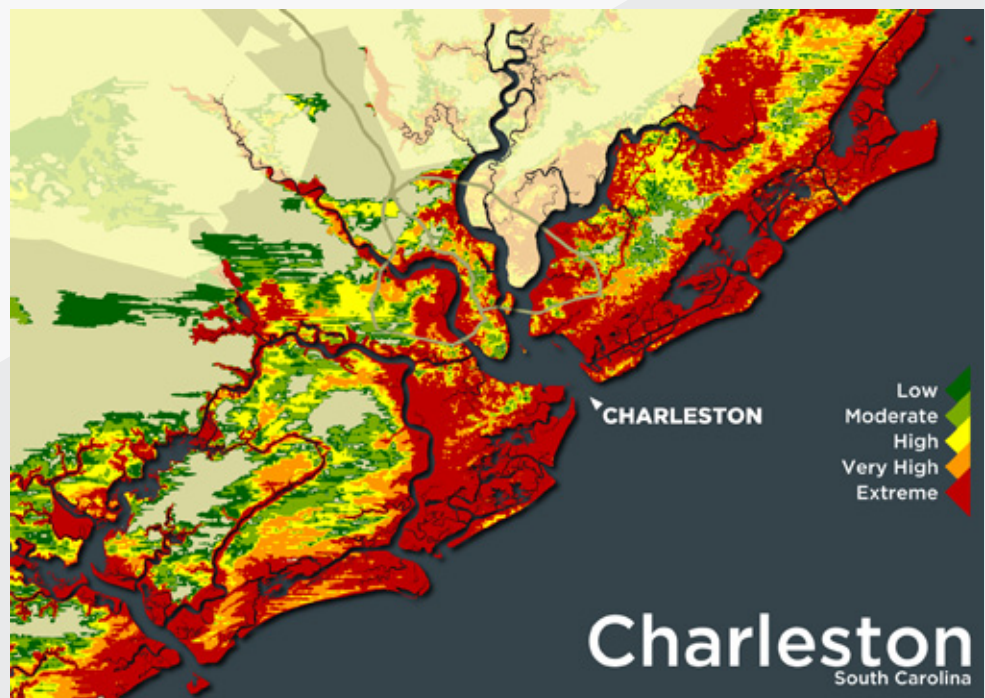 Low
Moderate
High
Very High
Extreme
CHARLESTON
Charleston
South Carolina